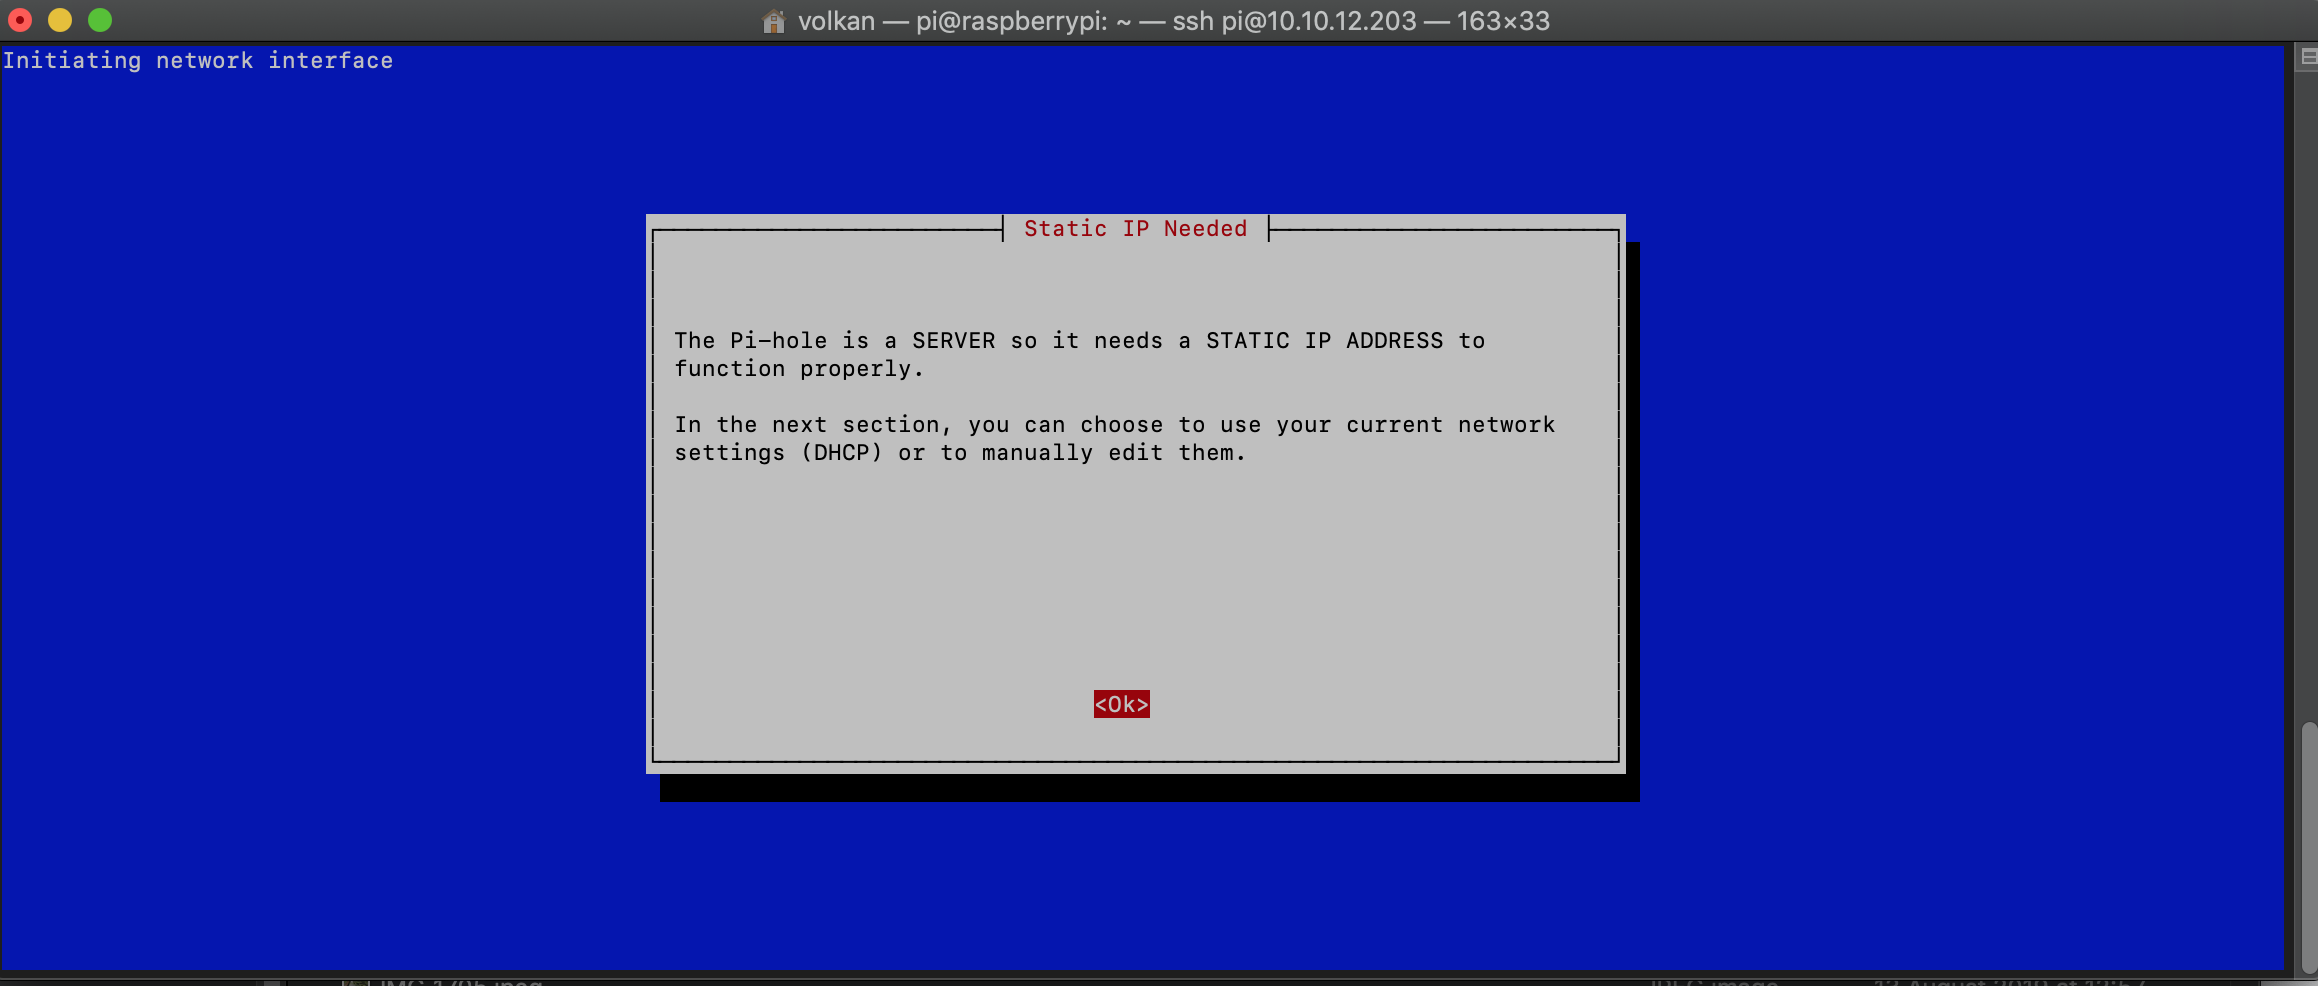 volkan — pi@raspberrypi: ~ — ssh pi@10.10.12.203 — 163×33
Initiating network interface
Static IP Needed
The Pi-hole is a SERVER so it needs a STATIC IP ADDRESS to
function properly.
In the next section, you can choose to use your current network
settings (DHCP) or to manually edit them.
<Ok>